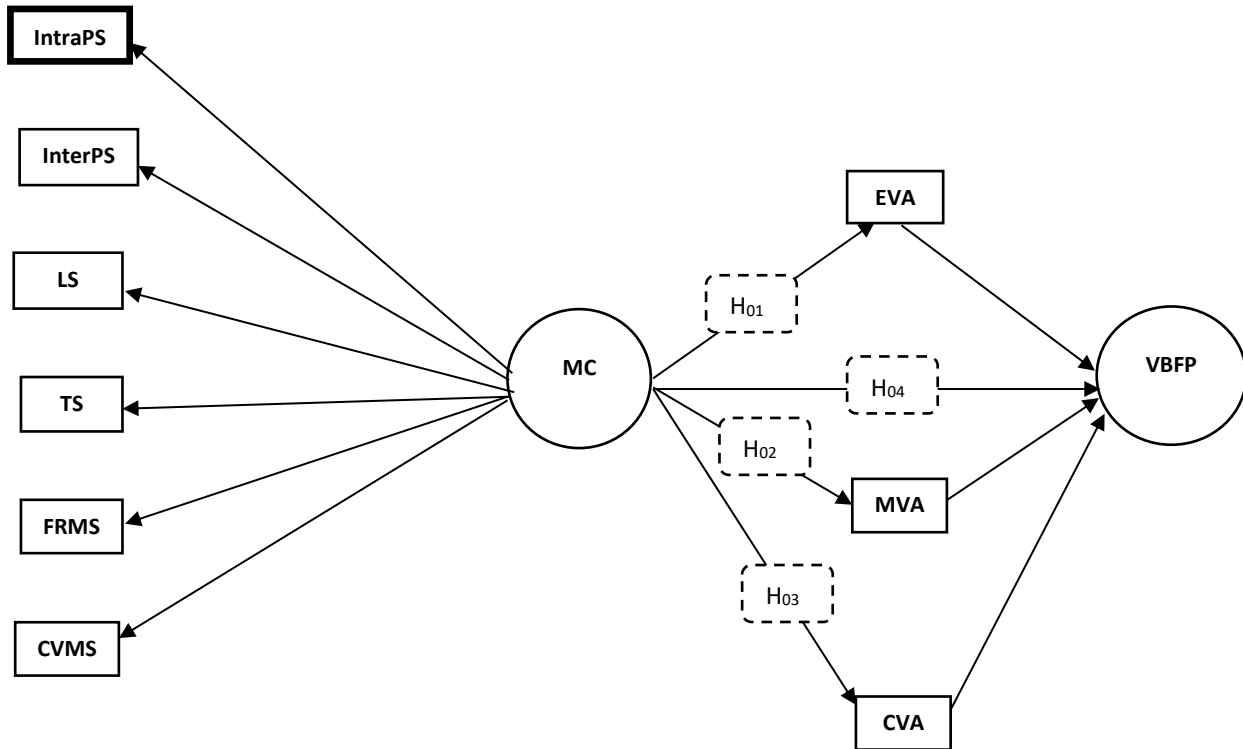 IntraPS
InterPS
LS
TS
FRMS
CVMS
MC
H01
H04
H02
H03
EVA
MVA
CVA
VBFP